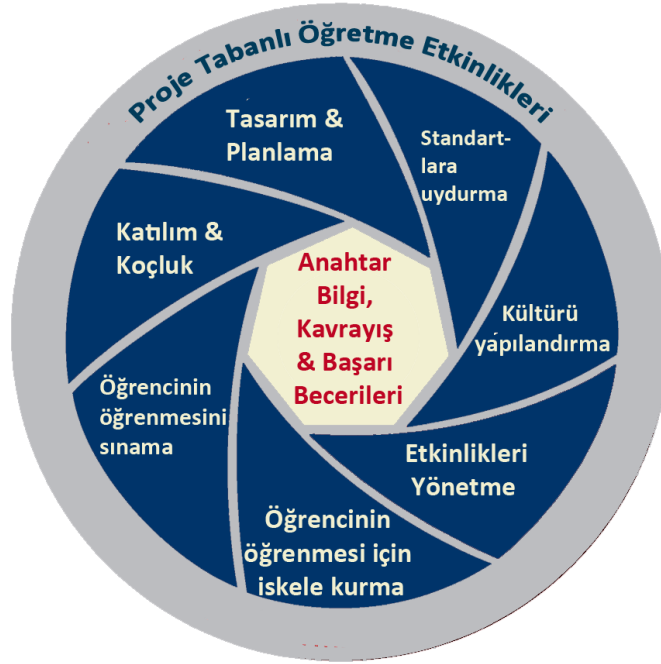 Proje Tabanlı Öğretme Etkinlikleri
Tasarım &
Planlama
Standart-
lara
uydurma
Kültürü
yapılandırma
Etkinlikleri
Yönetme
Öğrencinin
öğrenmesi için
iskele kurma
Öğrencinin
öğrenmesini
sınama
Katılım &
Koçluk
Anahtar
Bilgi,
Kavrayış
& Başarı
Becerileri